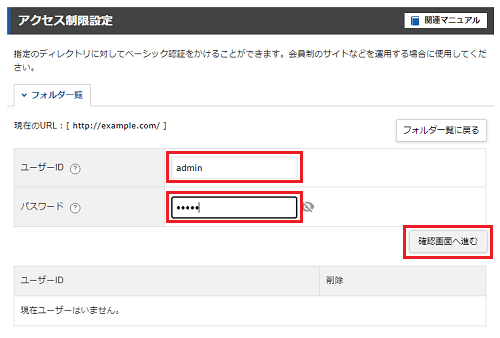 アクセス制限設定
関連マニュアル
指定のディレクトリに対してベーシック認証をかけることができます。会員制のサイトなどを運用する場合に使用してくだ
さい。
フォルダ一覧
現在のURL：[ http://example.com/ ]
フォルダ一覧に戻る
ユーザーID ?
admin
パスワード ?
•••••
確認画面へ進む
ユーザーID 削除
現在ユーザーはいません。